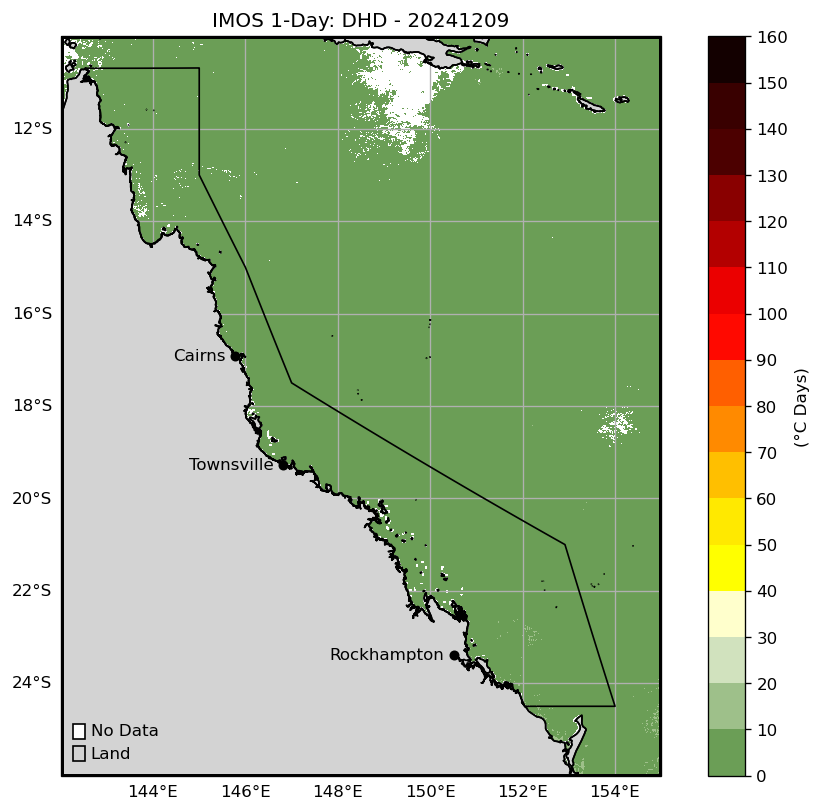 IMOS 1-Day: DHD - 20241209
12°S
14°S
16°S
18°S
20°S
22°S
24°S
Cairns
Townsville
Rockhampton
No Data
Land
144°E 146°E 148°E 150°E 152°E 154°E
160
150
140
130
120
110
100
90
80
70
60
50
40
30
20
10
0
(°C Days)